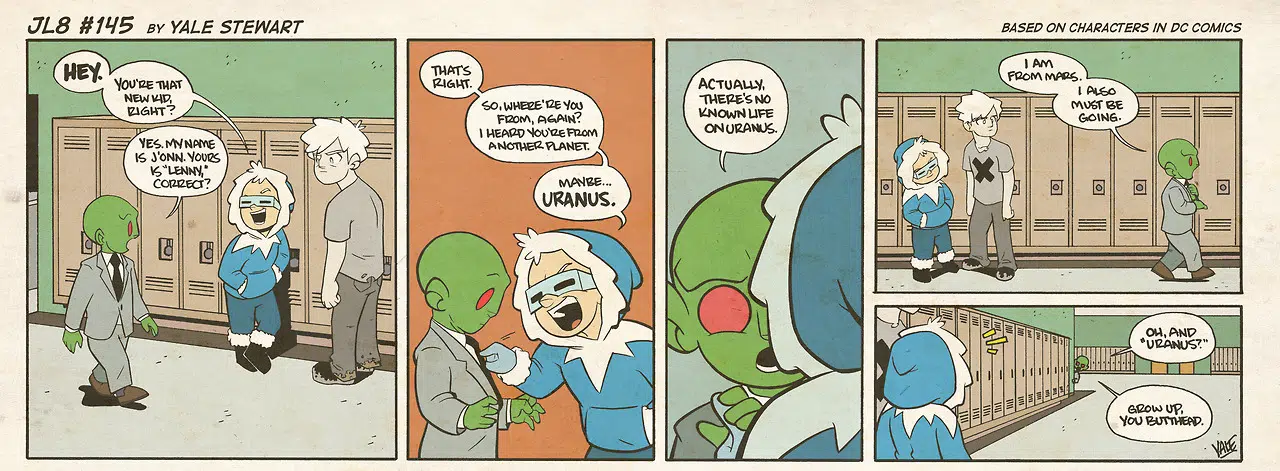 JL8 #145 BY YALE STEWART
BASED ON CHARACTERS IN DC COMICS
HEY.
YOU'RE THAT
NEW KID,
RIGHT?
YES. MY NAME
IS J'ONN. YOURS
IS "LENNY,"
CORRECT?
THAT'S
RIGHT.
SO, WHERE'RE YOU
FROM, AGAIN?
I HEARD YOU'RE FROM
ANOTHER PLANET.
MAYBE...
URANUS.
ACTUALLY,
THERE'S NO
KNOWN LIFE
ON URANUS.
I AM
FROM MARS.
I ALSO
MUST BE
GOING.
OH, AND
"URANUS?"
GROW UP,
YOU BUTTHEAD.
YALE